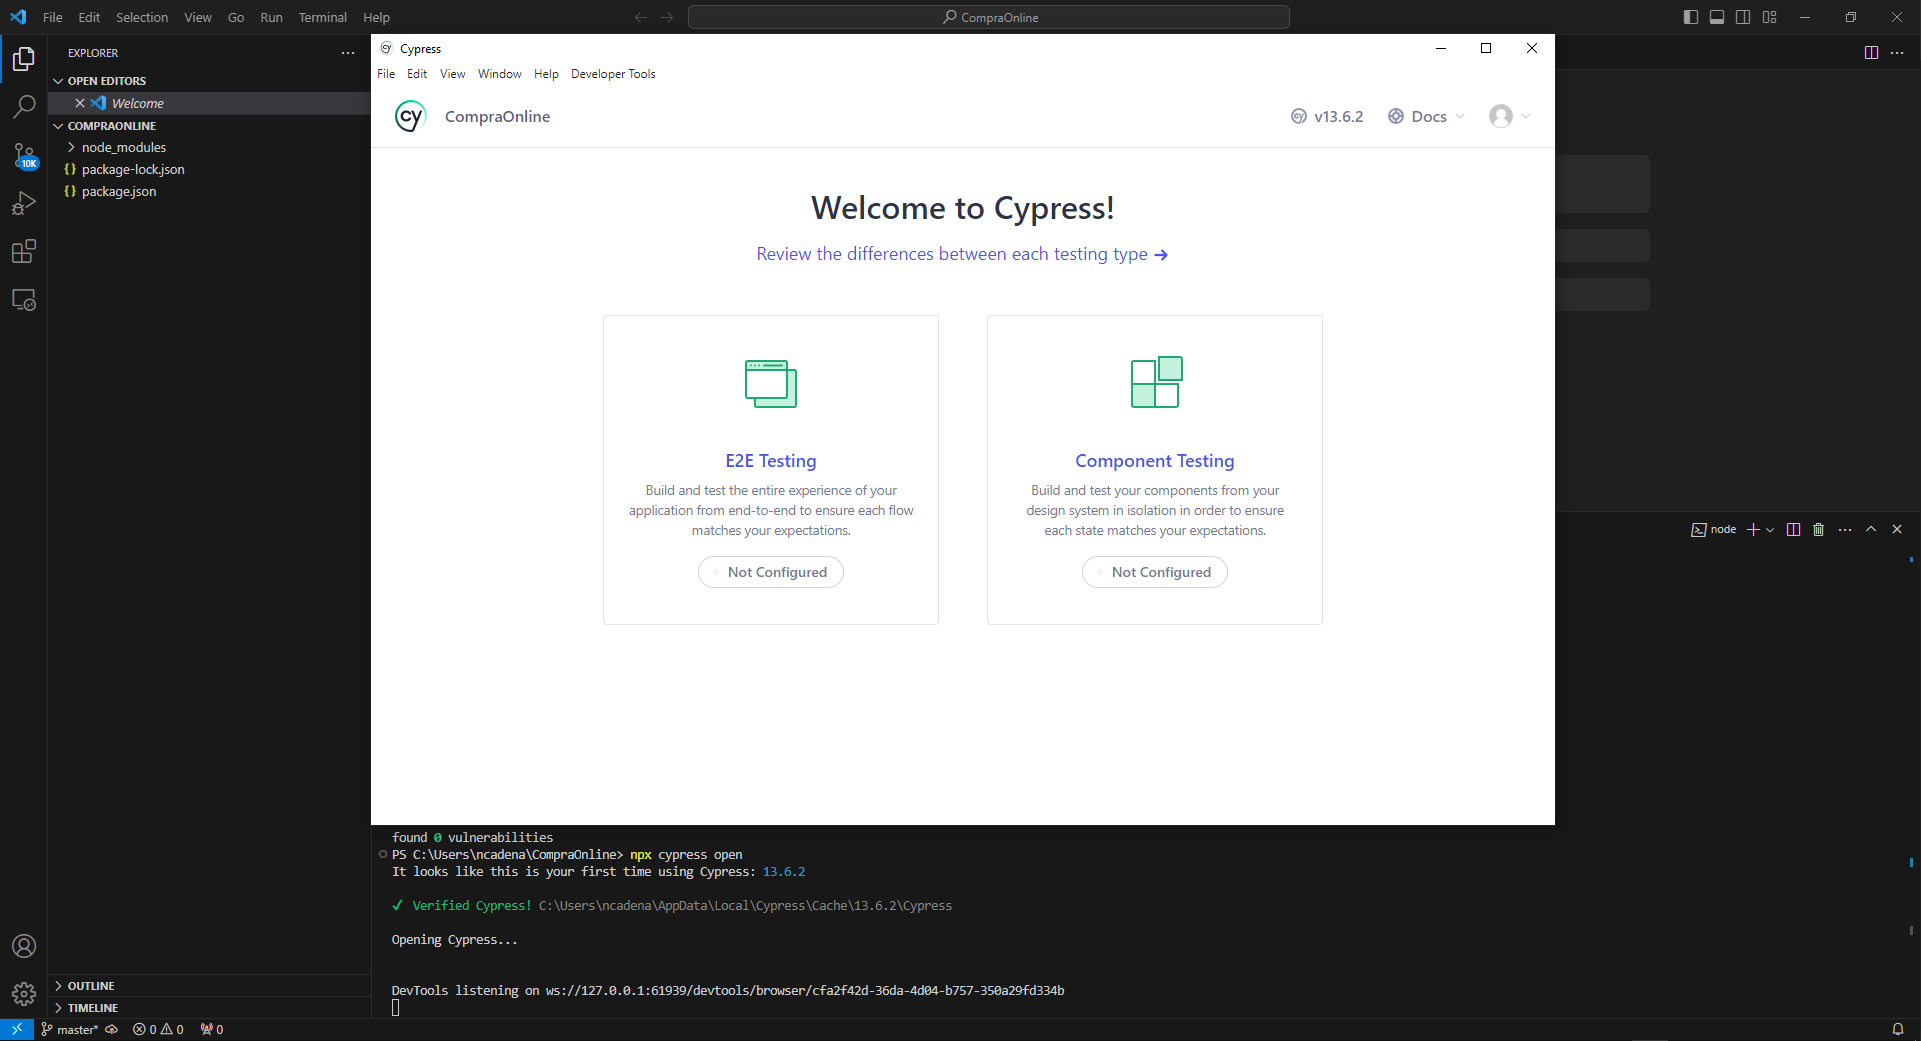 File Edit Selection View Go Run Terminal Help
CompraOnline
EXPLORER
OPEN EDITORS
Welcome
COMPRAONLINE
node_modules
{} package-lock.json
{} package.json
10K
OUTLINE
TIMELINE
cy Cypress
File Edit View Window Help Developer Tools
cy CompraOnline
cy v13.6.2 Docs
Welcome to Cypress!
Review the differences between each testing type →
E2E Testing
Build and test the entire experience of your
application from end-to-end to ensure each flow
matches your expectations.
Not Configured
Component Testing
Build and test your components from your
design system in isolation in order to ensure
each state matches your expectations.
Not Configured
node
found 0 vulnerabilities
PS C:\Users\ncadena\CompraOnline> npx cypress open
It looks like this is your first time using Cypress: 13.6.2
✓ Verified Cypress! C:\Users\ncadena\AppData\Local\Cypress\Cache\13.6.2\Cypress
Opening Cypress...
DevTools listening on ws://127.0.0.1:61939/devtools/browser/cfa2f42d-36da-4d04-b757-350a29fd334b
master* 0 0 0